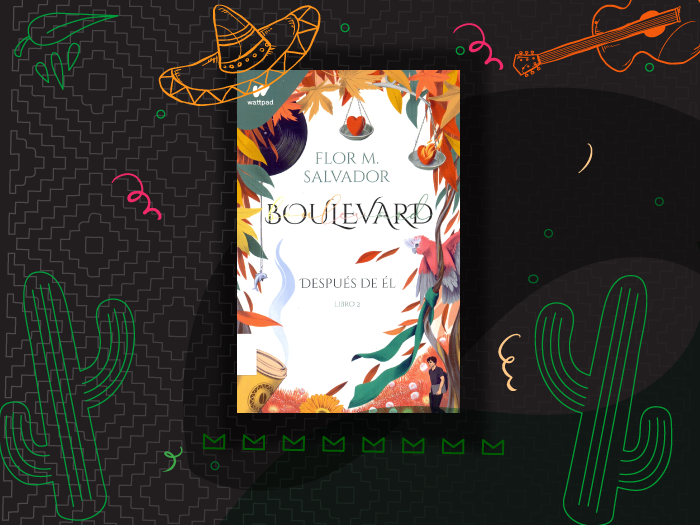 wattpad
FLOR M.
SALVADOR
BOULEVARD
DESPUÉS DE ÉL
LIBRO 2